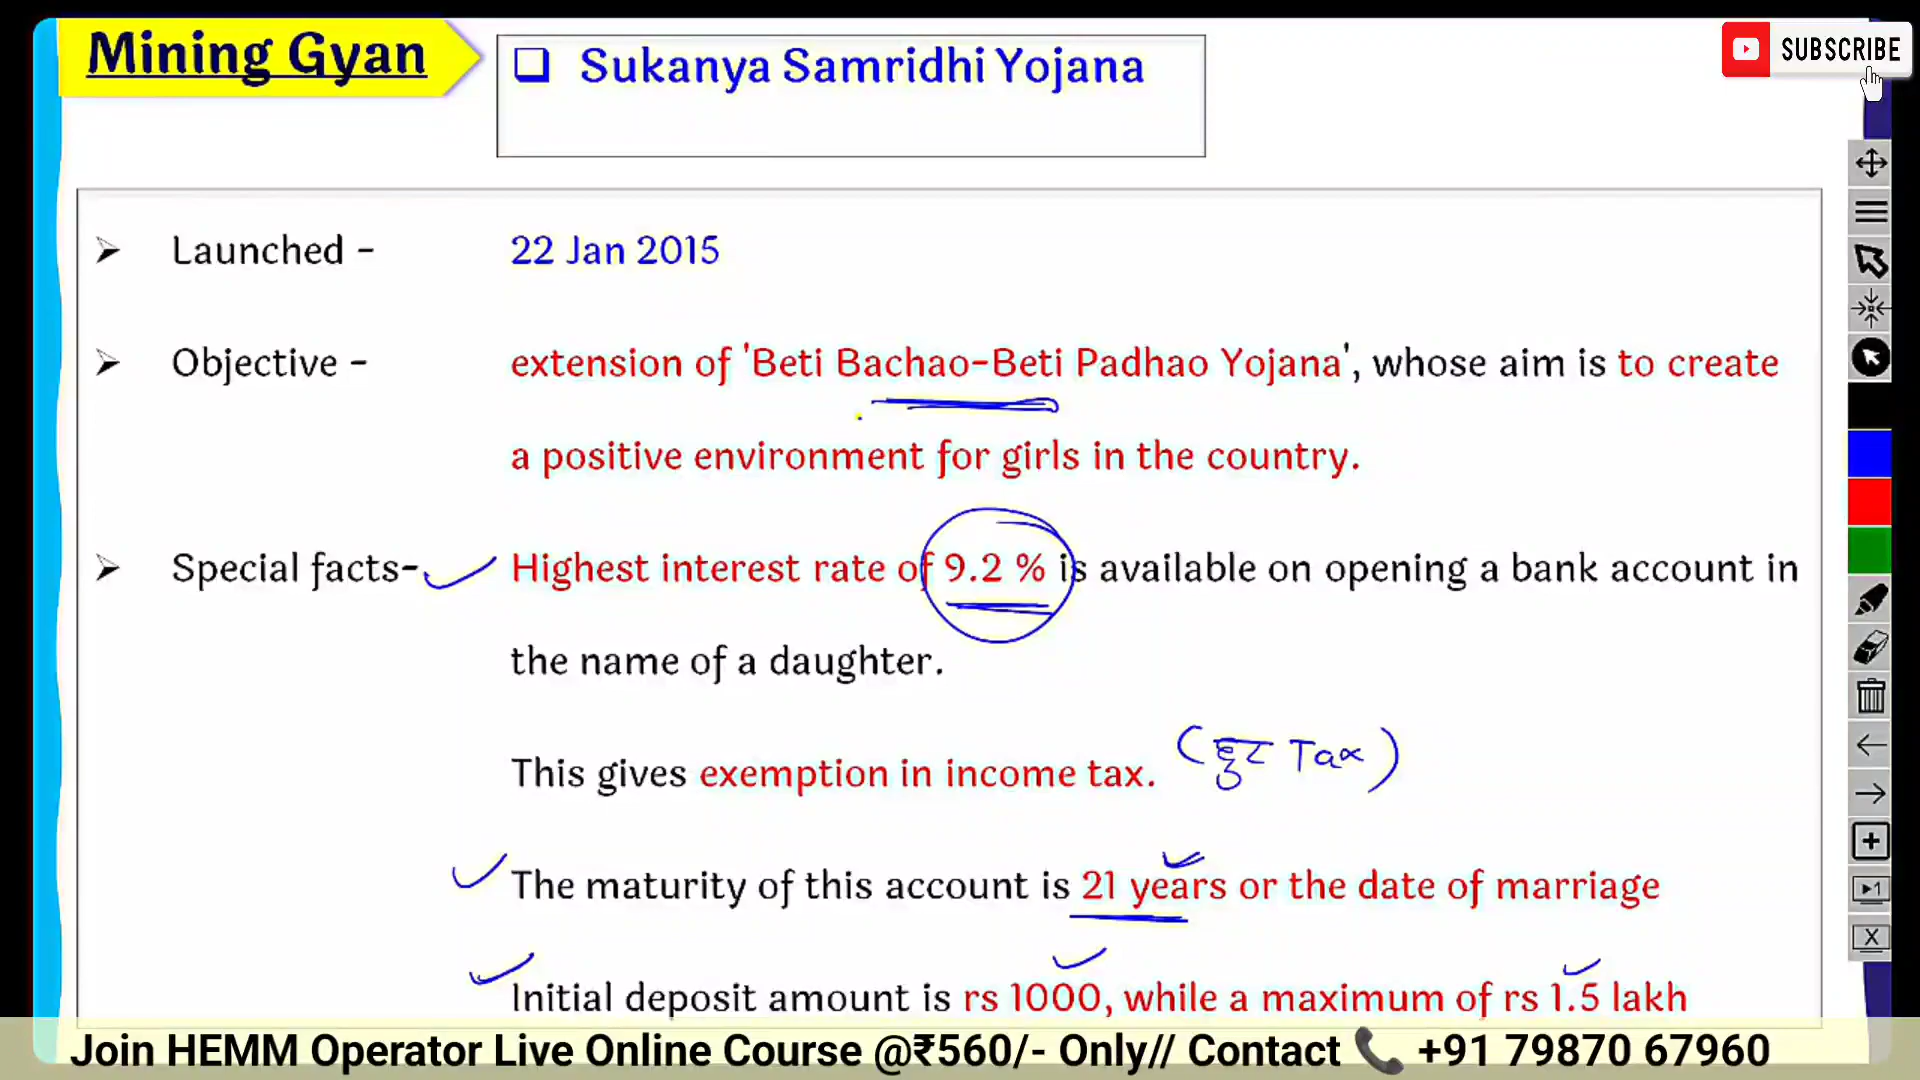 Mining Gyan
❑ Sukanya Samridhi Yojana
SUBSCRIBE
➢ Launched - 22 Jan 2015
➢ Objective - extension of 'Beti Bachao-Beti Padhao Yojana', whose aim is to create
a positive environment for girls in the country.
➢ Special facts- Highest interest rate of 9.2 % is available on opening a bank account in
the name of a daughter.
This gives exemption in income tax. (छुट Tax)
The maturity of this account is 21 years or the date of marriage
Initial deposit amount is rs 1000, while a maximum of rs 1.5 lakh
Join HEMM Operator Live Online Course @₹560/- Only// Contact 📞 +91 79870 67960